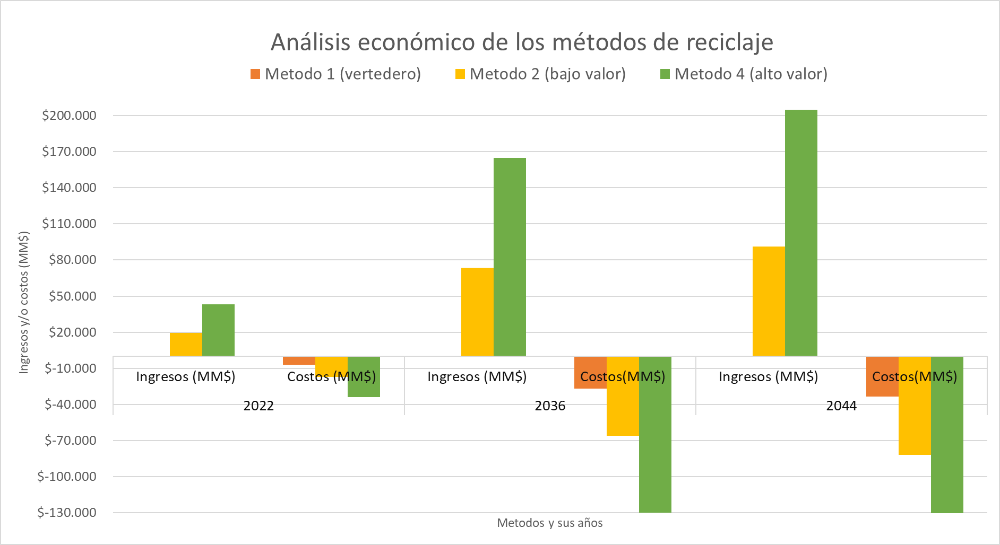 Análisis económico de los métodos de reciclaje
Metodo 1 (vertedero) Metodo 2 (bajo valor) Metodo 4 (alto valor)
$200.000
$170.000
$140.000
$110.000
$80.000
$50.000
$20.000
$-10.000
$-40.000
$-70.000
$-100.000
$-130.000
Ingresos y/o costos (MM$)
Ingresos (MM$) Costos (MM$) Ingresos (MM$) Costos(MM$) Ingresos (MM$) Costos(MM$)
2022 2036 2044
Metodos y sus años